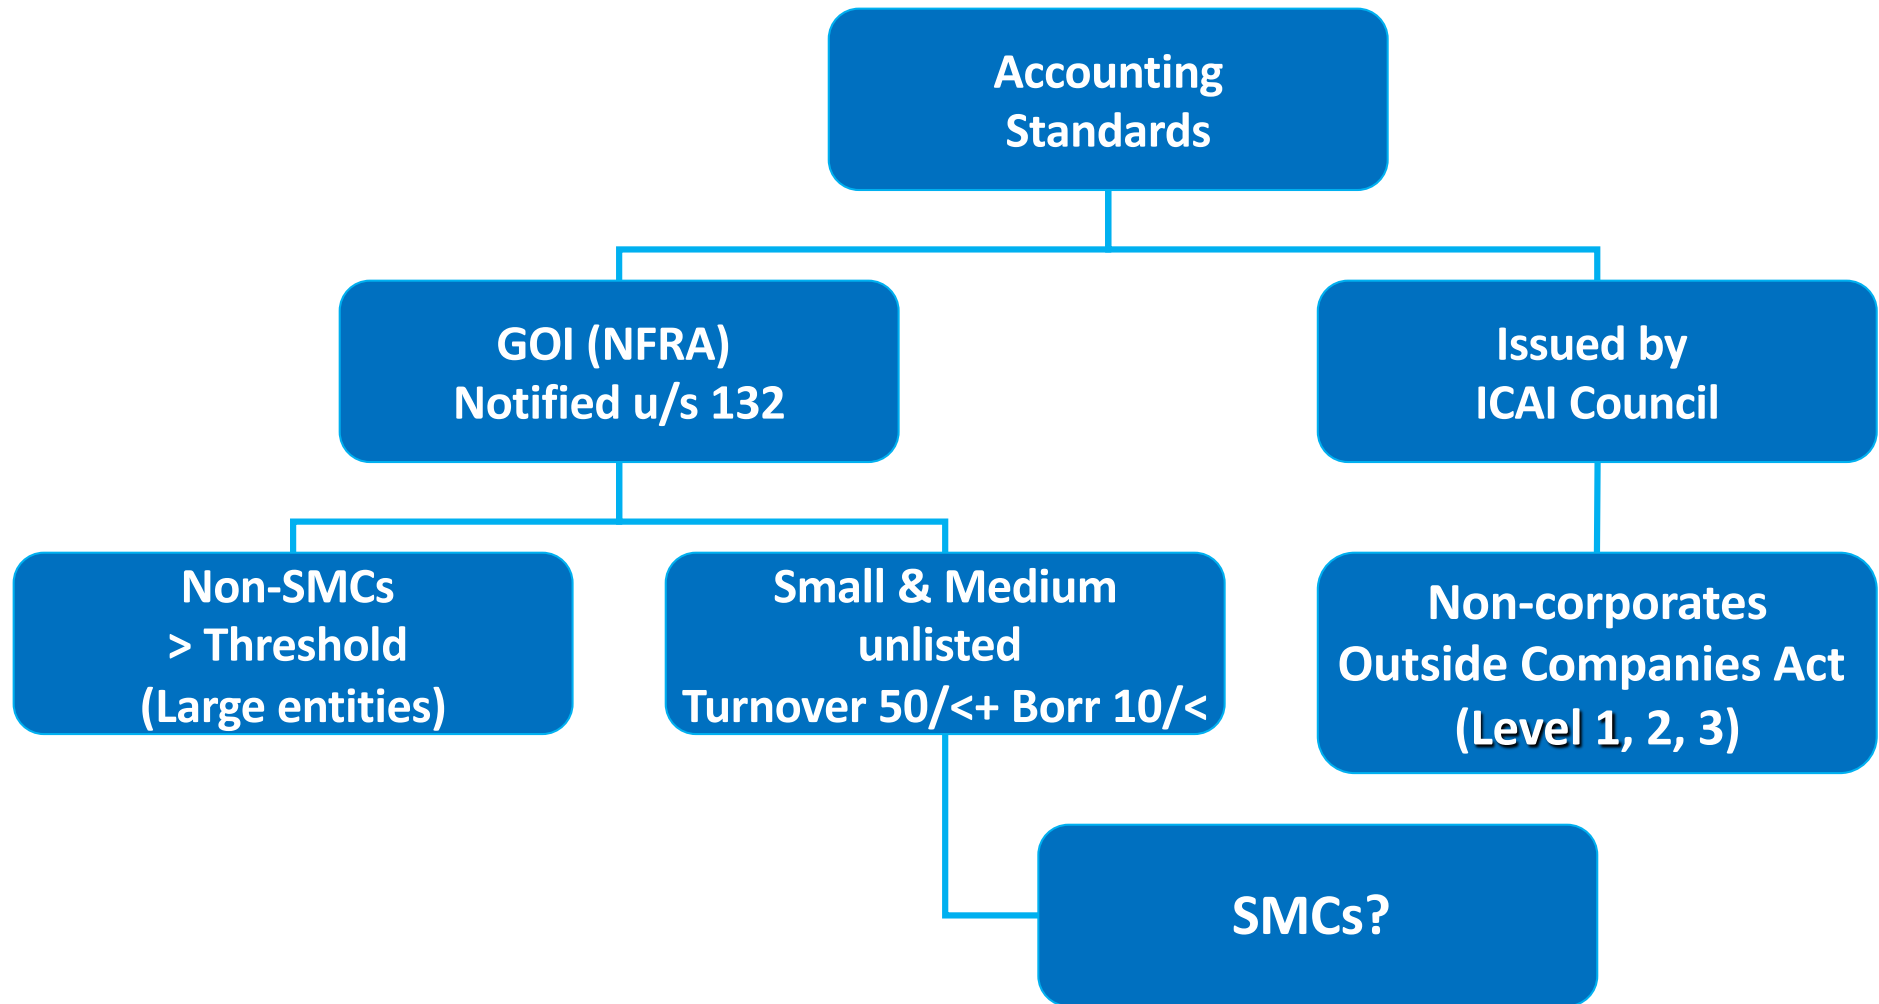 Accounting
Standards
GOI (NFRA)
Notified u/s 132
Issued by
ICAI Council
Non-SMCs
> Threshold
(Large entities)
Small & Medium
unlisted
Turnover 50/<+ Borr 10/<
Non-corporates
Outside Companies Act
(Level 1, 2, 3)
SMCs?